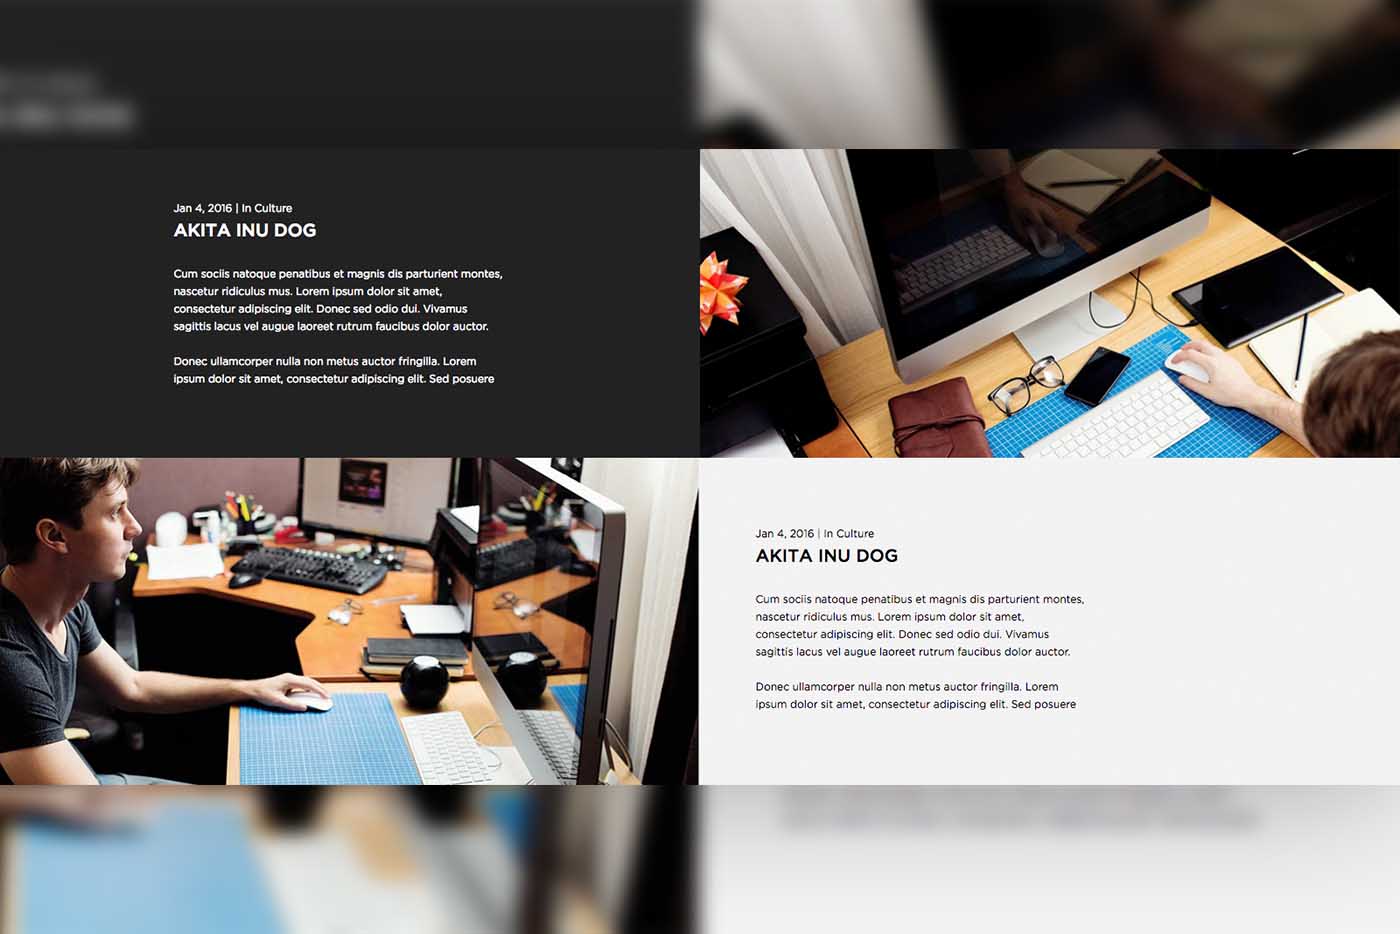 Jan 4, 2016 | In Culture
AKITA INU DOG
Cum sociis natoque penatibus et magnis dis parturient montes,
nascetur ridiculus mus. Lorem ipsum dolor sit amet,
consectetur adipiscing elit. Donec sed odio dui. Vivamus
sagittis lacus vel augue laoreet rutrum faucibus dolor auctor.
Donec ullamcorper nulla non metus auctor fringilla. Lorem
ipsum dolor sit amet, consectetur adipiscing elit. Sed posuere
Jan 4, 2016 | In Culture
AKITA INU DOG
Cum sociis natoque penatibus et magnis dis parturient montes,
nascetur ridiculus mus. Lorem ipsum dolor sit amet,
consectetur adipiscing elit. Donec sed odio dui. Vivamus
sagittis lacus vel augue laoreet rutrum faucibus dolor auctor.
Donec ullamcorper nulla non metus auctor fringilla. Lorem
ipsum dolor sit amet, consectetur adipiscing elit. Sed posuere